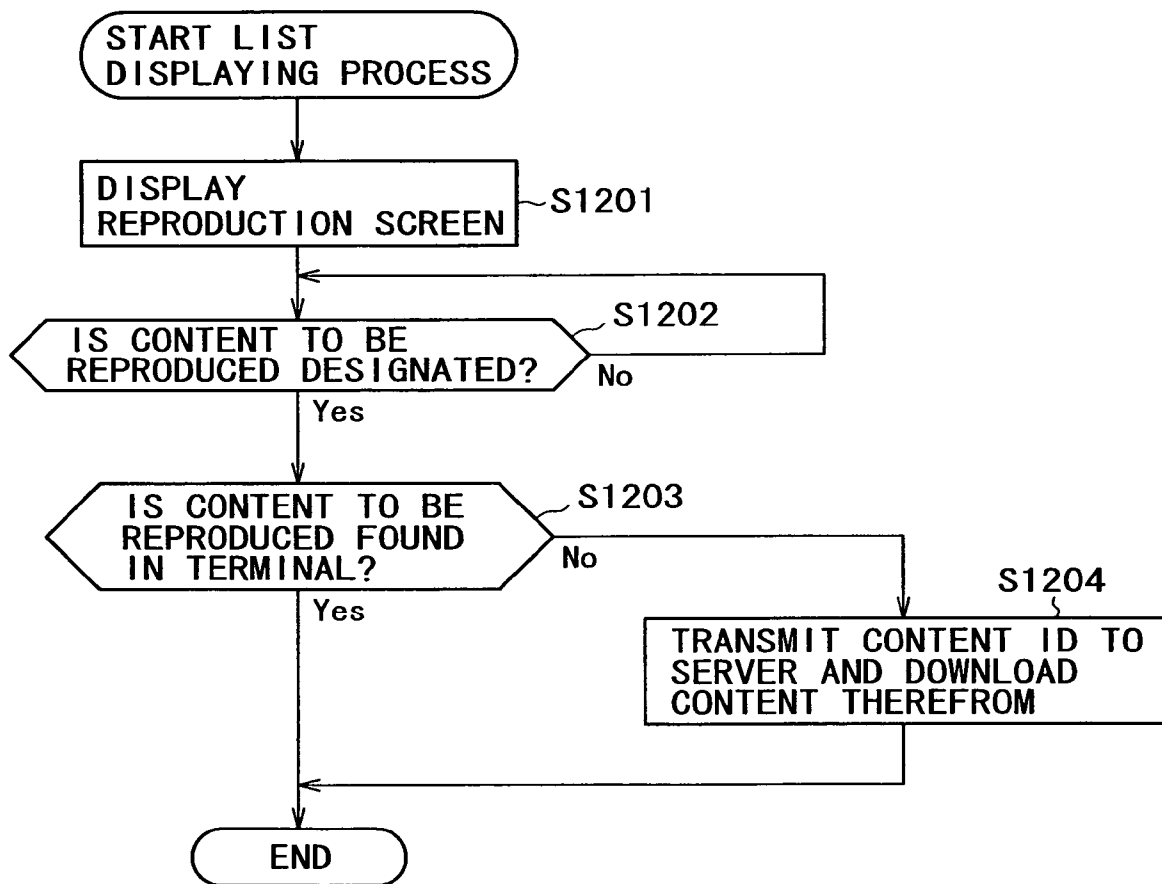 START LIST
DISPLAYING PROCESS
DISPLAY
REPRODUCTION SCREEN
S1201
IS CONTENT TO BE
REPRODUCED DESIGNATED?
S1202
No
Yes
IS CONTENT TO BE
REPRODUCED FOUND
IN TERMINAL?
S1203
No
Yes
S1204
TRANSMIT CONTENT ID TO
SERVER AND DOWNLOAD
CONTENT THEREFROM
END